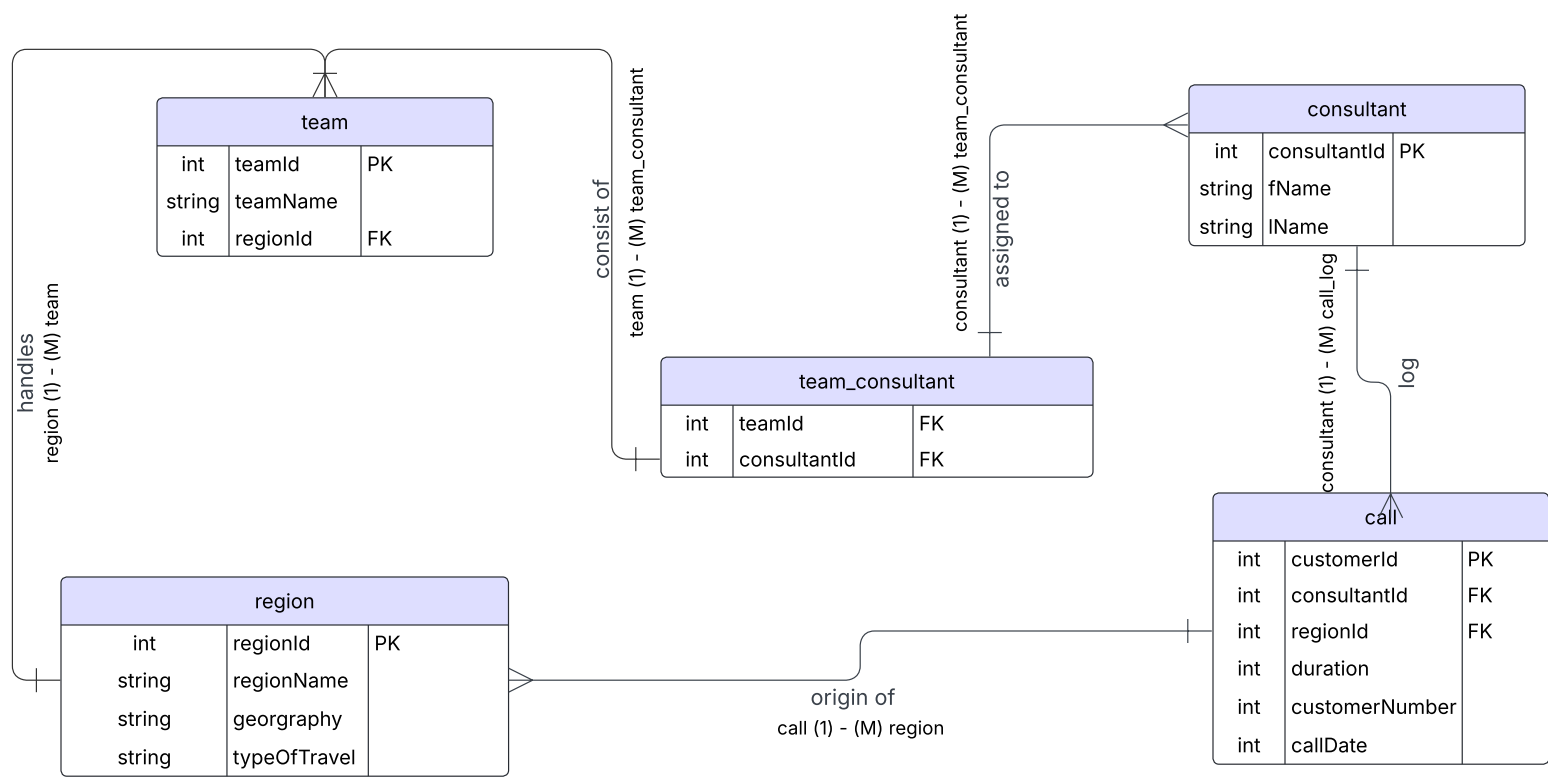 team
int teamId PK
string teamName
int regionId FK
handles
region (1) - (M) team
consist of
team (1) - (M) team_consultant
consultant (1) - (M) team_consultant
assigned to
consultant
int consultantId PK
string fName
string lName
team_consultant
int teamId FK
int consultantId FK
consultant (1) - (M) call_log
log
call
int customerId PK
int consultantId FK
int regionId FK
int duration
int customerNumber
int callDate
region
int regionId PK
string regionName
string georgraphy
string typeOfTravel
origin of
call (1) - (M) region